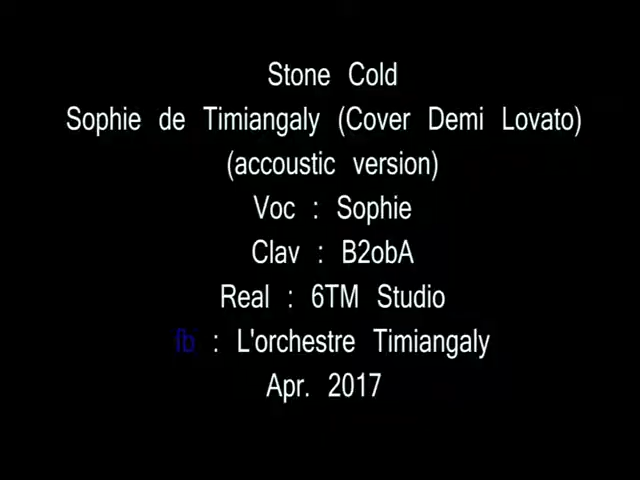 Stone Cold
Sophie de Timiangaly (Cover Demi Lovato)
(accoustic version)
Voc : Sophie
Clav : B2obA
Real : 6TM Studio
fb : L'orchestre Timiangaly
Apr. 2017